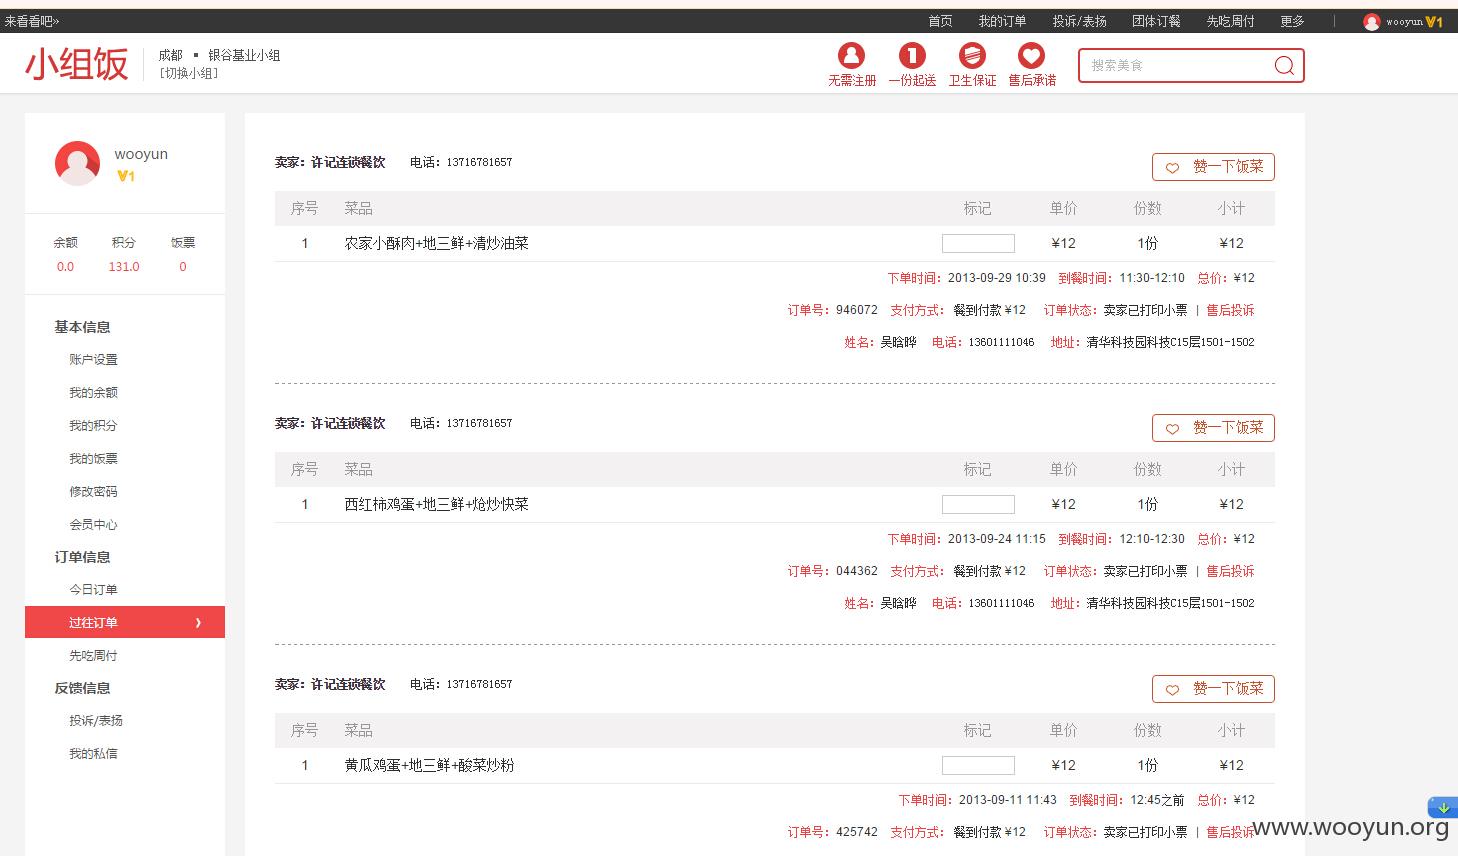 来看看吧»
首页 我的订单 投诉/表扬 团体订餐 先吃周付 更多 | wooyun V1
小组饭
成都 ▪ 银谷基业小组
[切换小组]
无需注册 一份起送 卫生保证 售后承诺
搜索美食
wooyun
V1
余额 积分 饭票
0.0 131.0 0
基本信息
账户设置
我的余额
我的积分
我的饭票
修改密码
会员中心
订单信息
今日订单
过往订单 ›
先吃周付
反馈信息
投诉/表扬
我的私信
卖家：许记连锁餐饮 电话：13716781657
赞一下饭菜
序号 菜品 标记 单价 份数 小计
1 农家小酥肉+地三鲜+清炒油菜 ¥12 1份 ¥12
下单时间：2013-09-29 10:39 到餐时间：11:30-12:10 总价：¥12
订单号：946072 支付方式：餐到付款¥12 订单状态：卖家已打印小票 | 售后投诉
姓名：吴晗晔 电话：13601111046 地址：清华科技园科技C15层1501-1502
卖家：许记连锁餐饮 电话：13716781657
赞一下饭菜
序号 菜品 标记 单价 份数 小计
1 西红柿鸡蛋+地三鲜+炝炒快菜 ¥12 1份 ¥12
下单时间：2013-09-24 11:15 到餐时间：12:10-12:30 总价：¥12
订单号：044362 支付方式：餐到付款¥12 订单状态：卖家已打印小票 | 售后投诉
姓名：吴晗晔 电话：13601111046 地址：清华科技园科技C15层1501-1502
卖家：许记连锁餐饮 电话：13716781657
赞一下饭菜
序号 菜品 标记 单价 份数 小计
1 黄瓜鸡蛋+地三鲜+酸菜炒粉 ¥12 1份 ¥12
下单时间：2013-09-11 11:43 到餐时间：12:45之前 总价：¥12
订单号：425742 支付方式：餐到付款¥12 订单状态：卖家已打印小票 | 售后投诉
www.wooyun.org